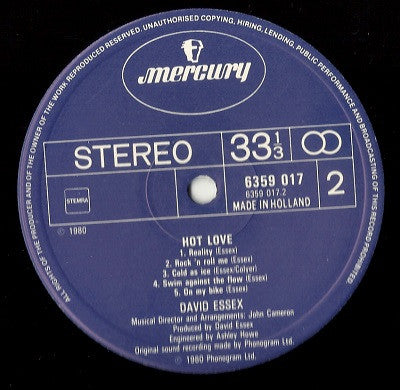 ALL RIGHTS OF THE PRODUCER AND OF THE OWNER OF THE WORK REPRODUCED RESERVED. UNAUTHORISED COPYING, HIRING, LENDING, PUBLIC PERFORMANCE AND BROADCASTING OF THIS RECORD PROHIBITED.
mercury
STEREO
33 1/3
6359 017
6359 017.2
MADE IN HOLLAND
2
STEMRA
℗ 1980
HOT LOVE
1. Reality (Essex)
2. Rock 'n roll me (Essex)
3. Cold as ice (Essex/Colyer)
4. Swim against the flow (Essex)
5. On my bike (Essex)
DAVID ESSEX
Musical Director and Arrangements: John Cameron
Produced by David Essex
Engineered by Ashley Howe
Original sound recording made by Phonogram Ltd.
℗ 1980 Phonogram Ltd.